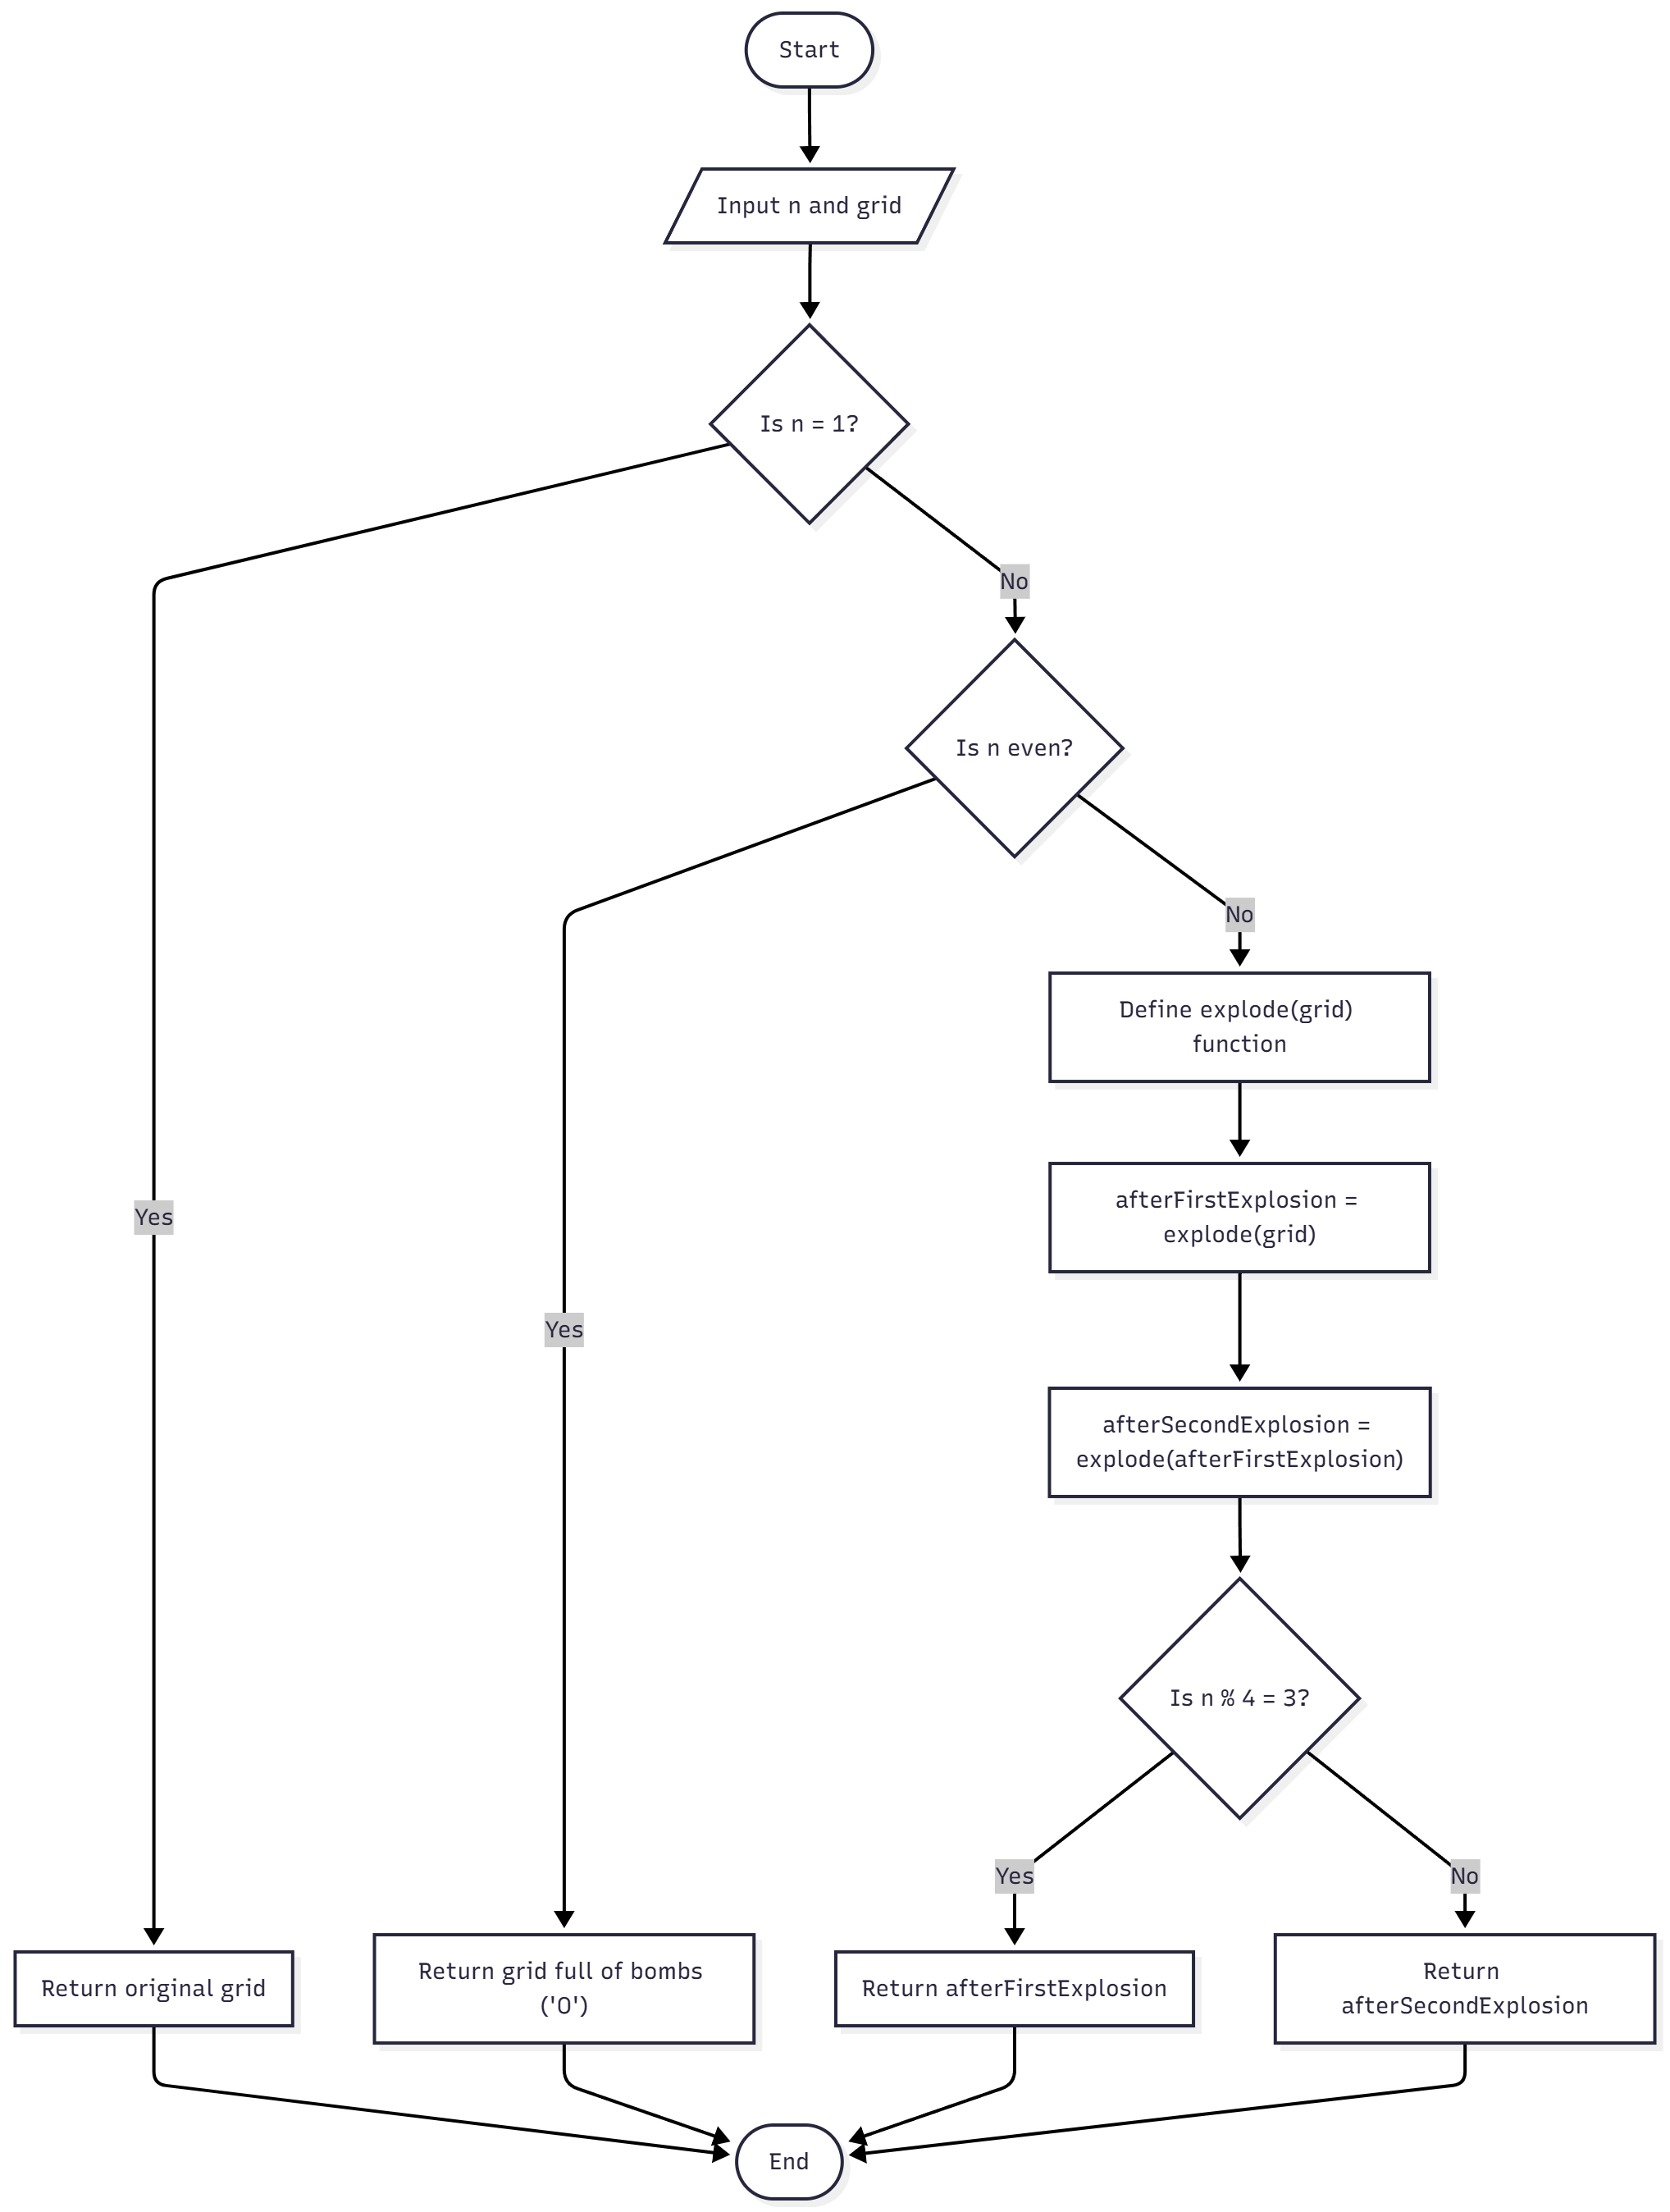 Start
Input n and grid
Is n = 1?
No
Is n even?
No
Define explode(grid)
function
afterFirstExplosion =
explode(grid)
Yes
Yes
afterSecondExplosion =
explode(afterFirstExplosion)
Is n % 4 = 3?
Yes
No
Return original grid
Return grid full of bombs
('O')
Return afterFirstExplosion
Return
afterSecondExplosion
End